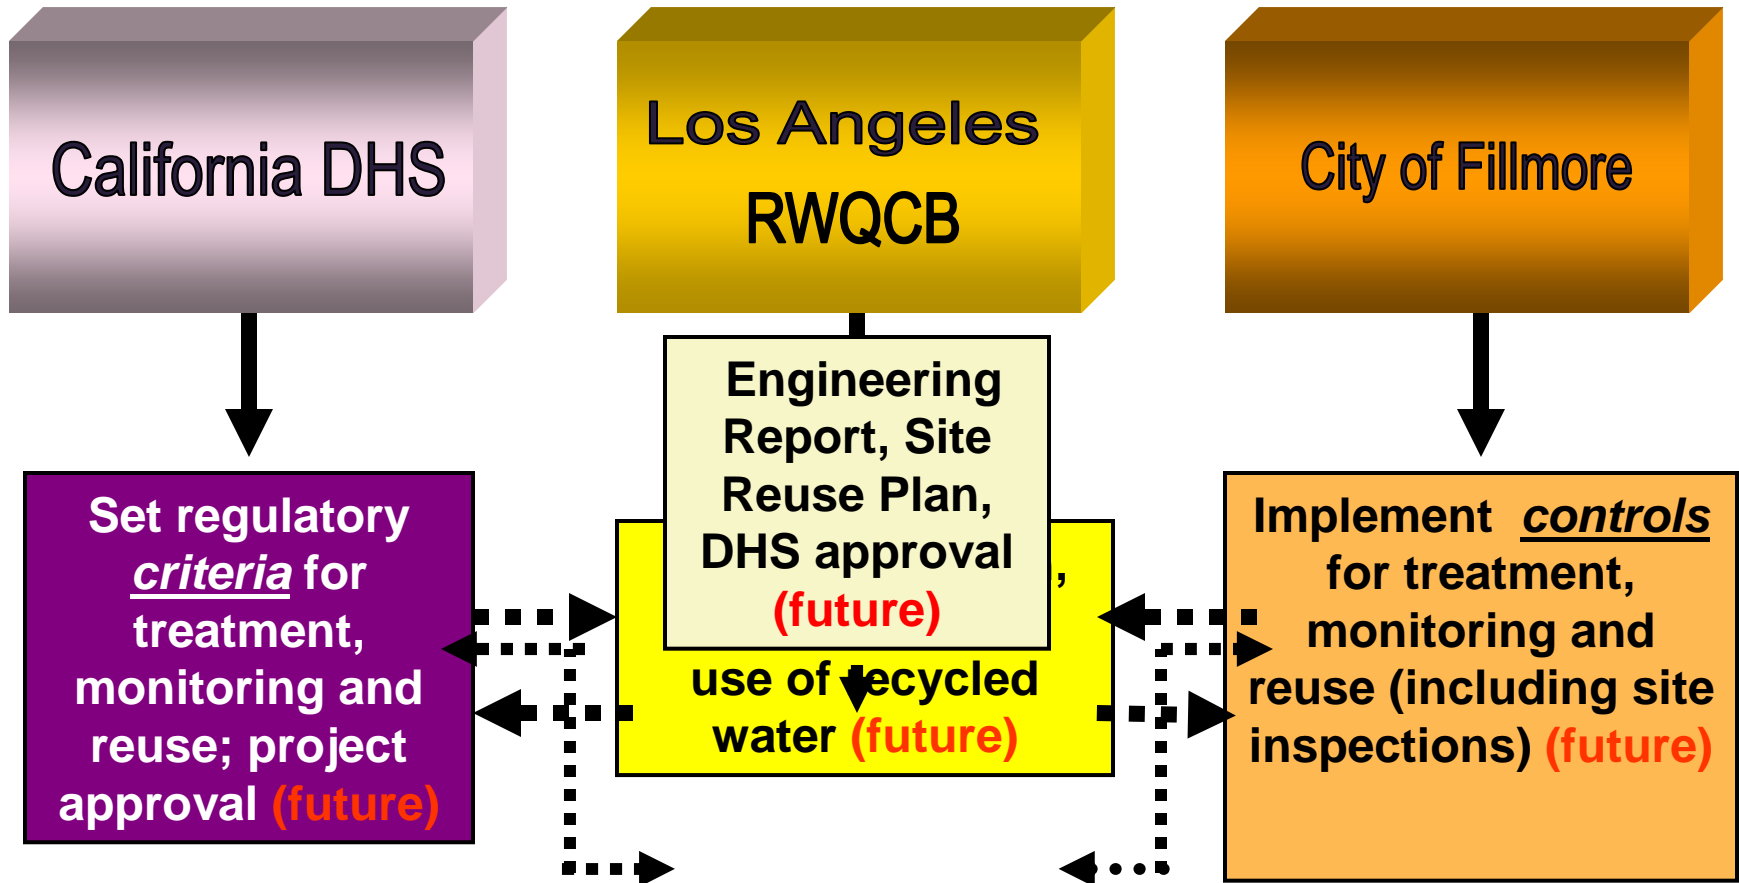 California DHS
Los Angeles
RWQCB
City of Fillmore
Set regulatory
criteria for
treatment,
monitoring and
reuse; project
approval (future)
Engineering
Report, Site
Reuse Plan,
DHS approval
(future)
,
use of recycled
water (future)
Implement controls
for treatment,
monitoring and
reuse (including site
inspections) (future)